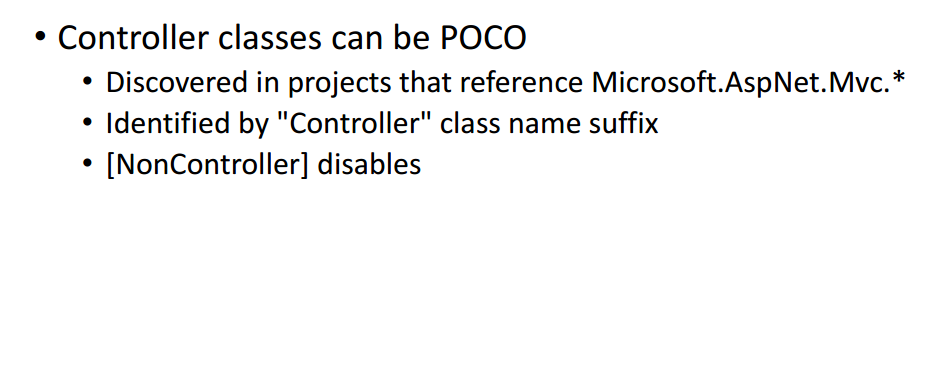 • Controller classes can be POCO
• Discovered in projects that reference Microsoft.AspNet.Mvc.*
• Identified by "Controller" class name suffix
• [NonController] disables